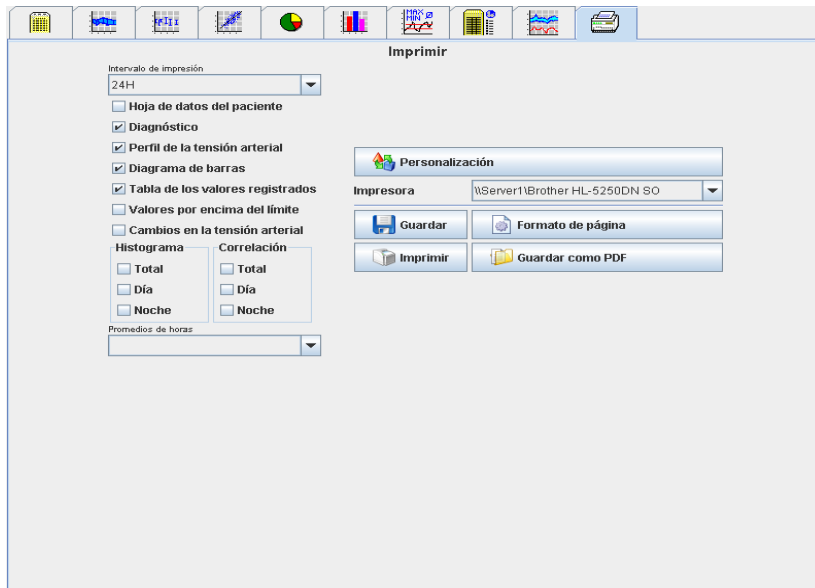 MAX ø
MIN
Imprimir
Intervalo de impresión
24H
Hoja de datos del paciente
Diagnóstico
Perfil de la tensión arterial
Diagrama de barras
Tabla de los valores registrados
Valores por encima del límite
Cambios en la tensión arterial
Histograma Correlación
Total Total
Día Día
Noche Noche
Promedios de horas
Personalización
Impresora \\Server1\Brother HL-5250DN SO
Guardar Formato de página
Imprimir Guardar como PDF